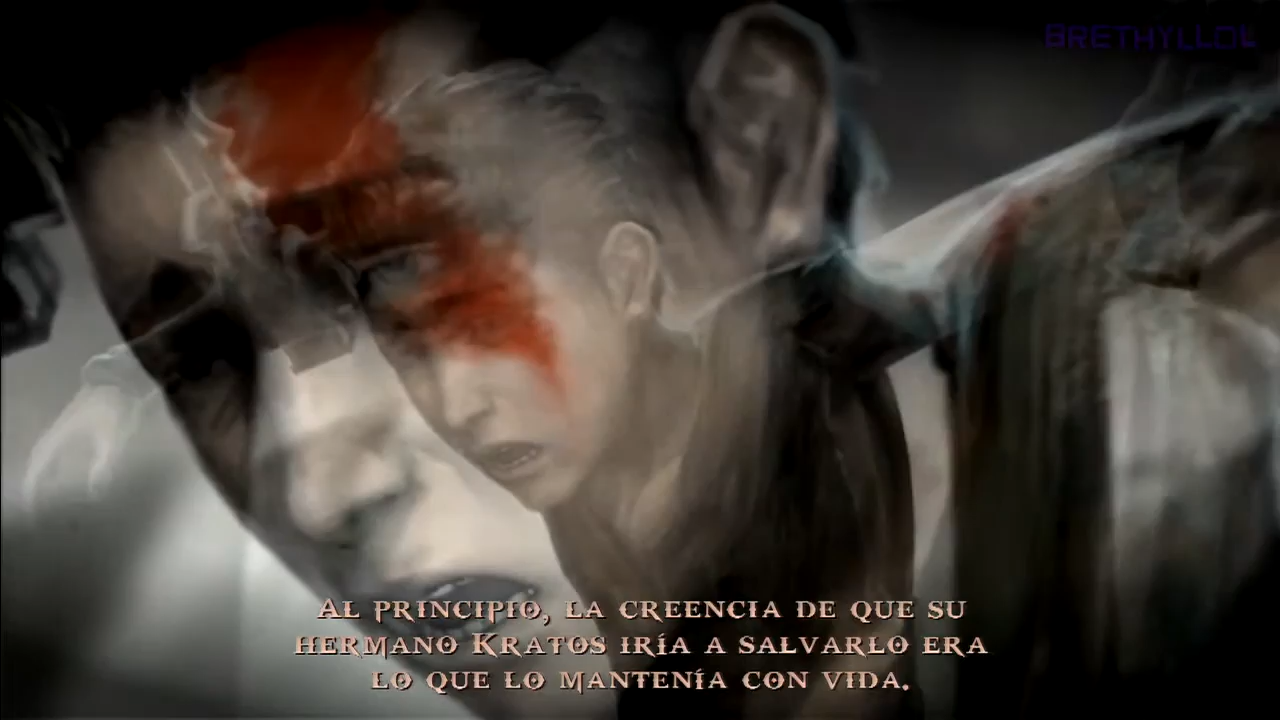 BRETHYLLOL
Al principio, la creencia de que su
hermano Kratos iría a salvarlo era
lo que lo mantenía con vida.